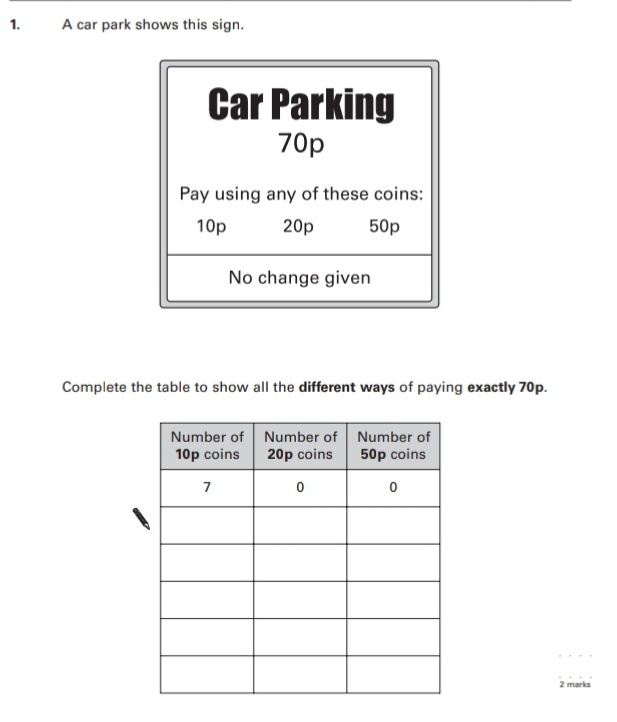 1. A car park shows this sign.
Car Parking
70p
Pay using any of these coins:
10p 20p 50p
No change given
Complete the table to show all the different ways of paying exactly 70p.
Number of 10p coins Number of 20p coins Number of 50p coins
7 0 0
2 marks